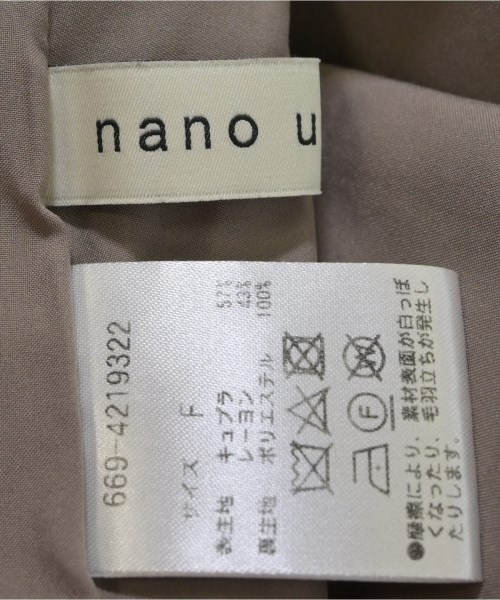 nano u
669-4219322
サイズ F
表生地 キュプラ 57%
レーヨン 43%
裏生地 ポリエステル 100%
F
●摩擦により、素材表面が白っぽ
くなったり、毛羽立ちが発生し
たりします。